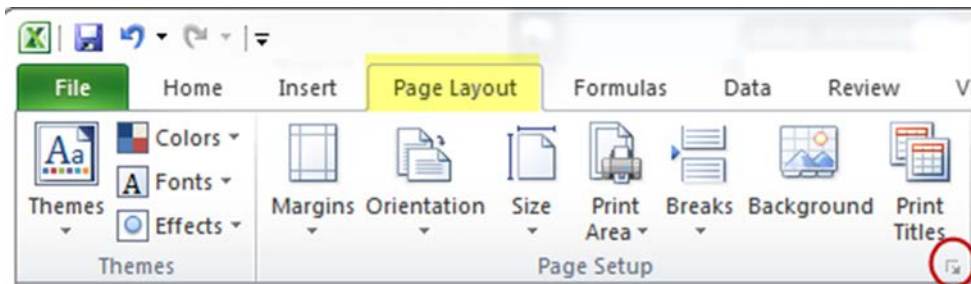 File Home Insert Page Layout Formulas Data Review V
Aa Colors
A Fonts
Effects
Themes Margins Orientation Size Print Area Breaks Background Print Titles
Themes Page Setup